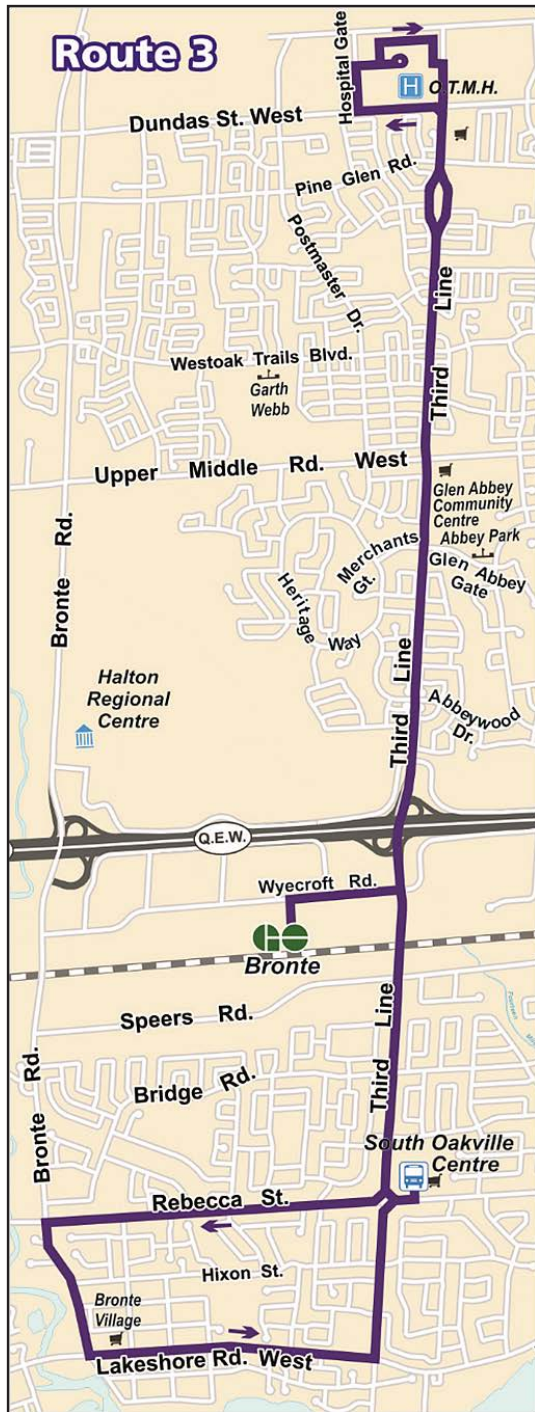 Route 3
Hospital Gate
O.T.M.H.
Dundas St. West
Pine Glen Rd.
Postmaster Dr.
Third Line
Westoak Trails Blvd.
Garth
Webb
Upper Middle Rd. West
Glen Abbey
Community
Centre
Abbey Park
Merchants
Gt.
Glen Abbey
Gate
Bronte Rd.
Heritage
Way
Third Line
Halton
Regional
Centre
Abbeywood
Dr.
Q.E.W.
Wyecroft Rd.
GO
Bronte
Speers Rd.
Third Line
Bridge Rd.
Bronte Rd.
South Oakville
Centre
Rebecca St.
Hixon St.
Bronte
Village
Lakeshore Rd. West
H